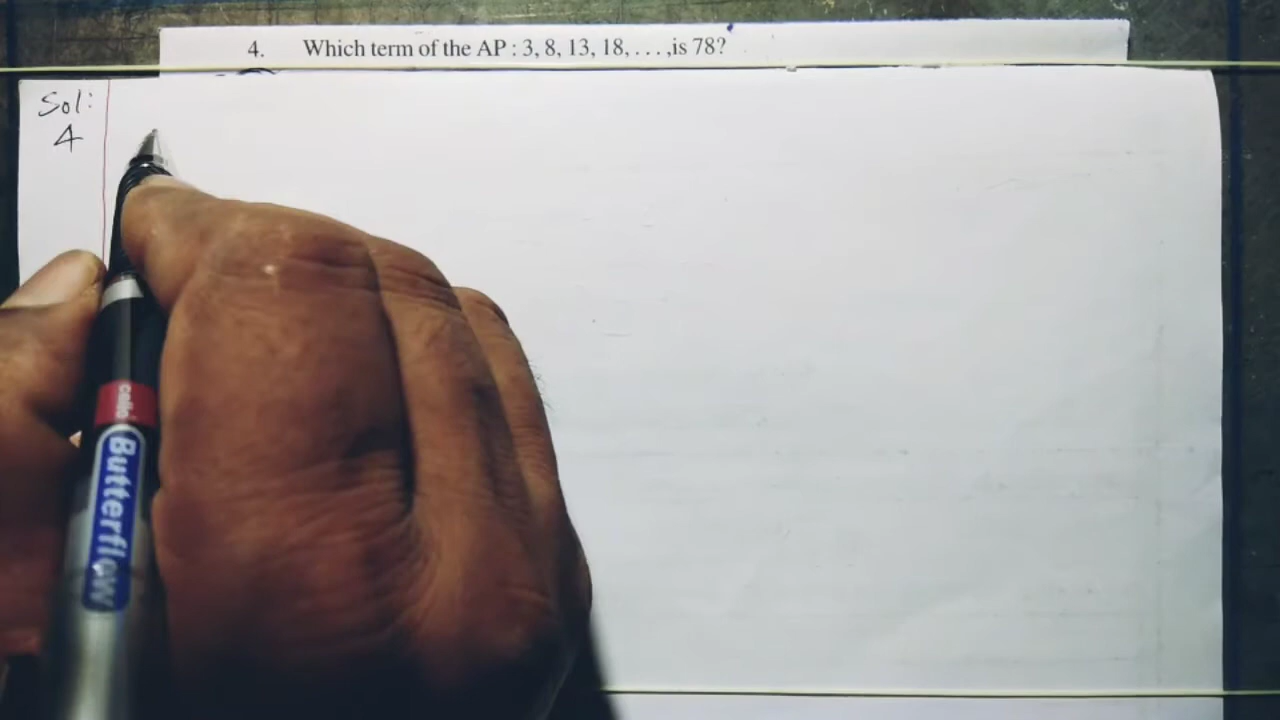 4. Which term of the AP : 3, 8, 13, 18, . . . ,is 78?
Sol:
4
cello
Butterflow